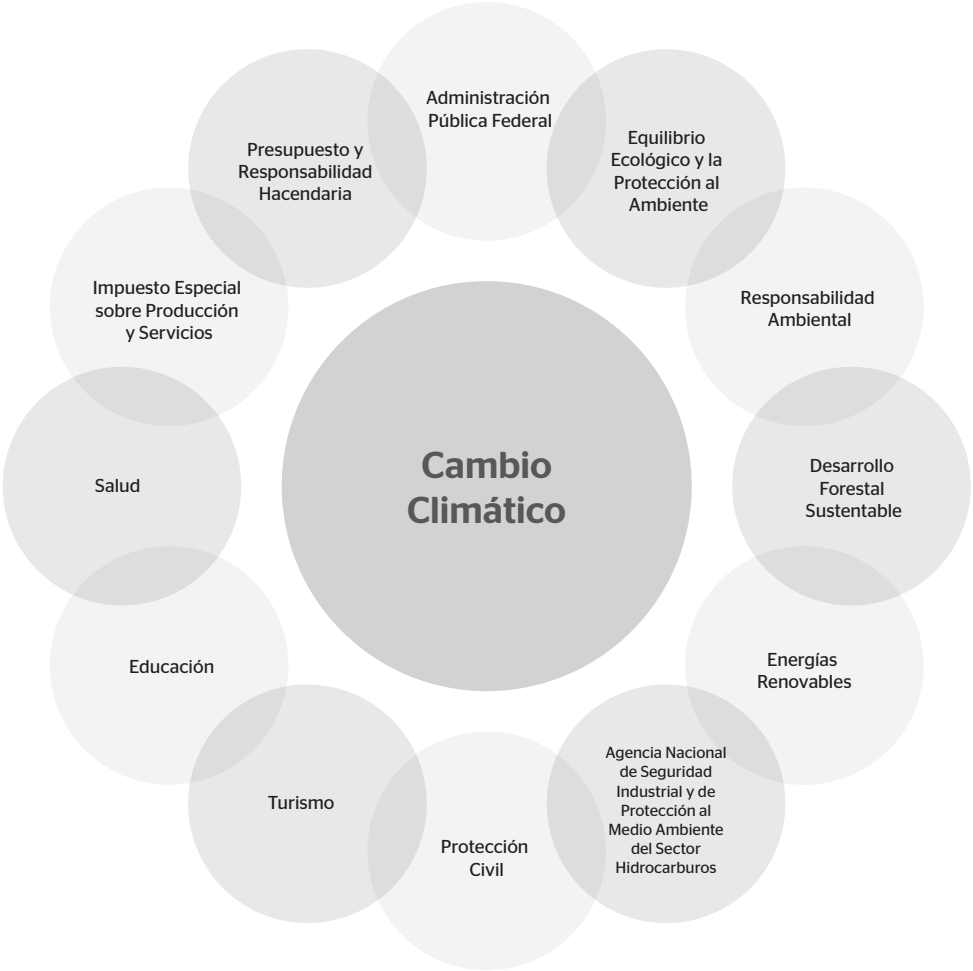 Administración
Pública Federal
Equilibrio
Ecológico y la
Protección al
Ambiente
Responsabilidad
Ambiental
Desarrollo
Forestal
Sustentable
Energías
Renovables
Agencia Nacional
de Seguridad
Industrial y de
Protección al
Medio Ambiente
del Sector
Hidrocarburos
Protección
Civil
Turismo
Educación
Salud
Impuesto Especial
sobre Producción
y Servicios
Presupuesto y
Responsabilidad
Hacendaria
Cambio
Climático